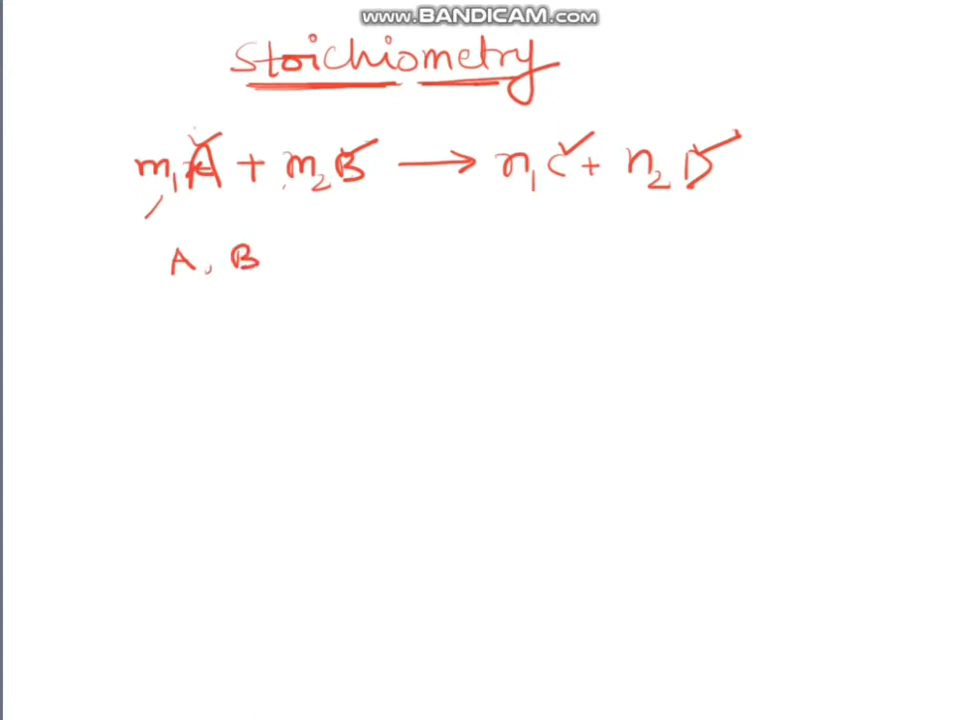 www.BANDICAM.com
Stoichiometry
m₁A + m₂B → n₁C + n₂D
A, B